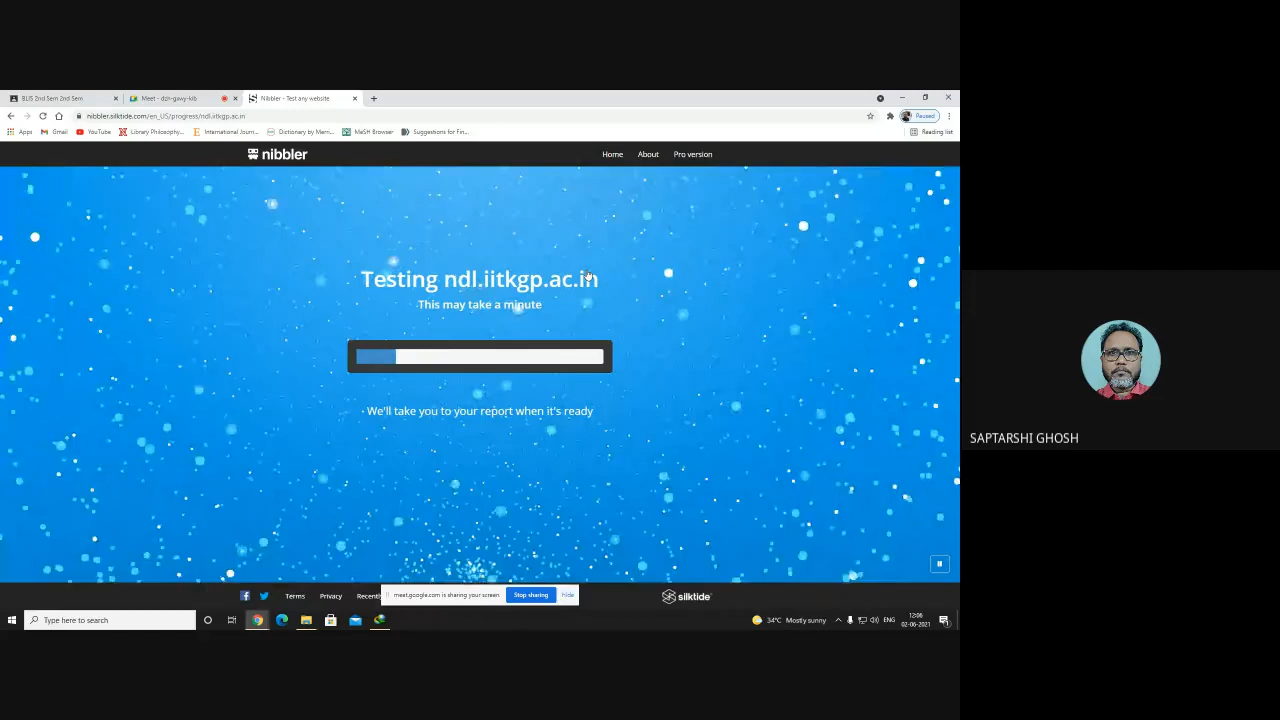 BLIS 2nd Sem 2nd Sem
Meet - dzh-gawy-kib
Nibbler - Test any website
nibbler.silktide.com/en_US/progress/ndl.iitkgp.ac.in
Paused
Apps
Gmail
YouTube
Library Philosophy...
International Journ...
Dictionary by Merri...
MeSH Browser
Suggestions for Fin...
Reading list
nibbler
Home
About
Pro version
Testing ndl.iitkgp.ac.in
This may take a minute
We'll take you to your report when it's ready
SAPTARSHI GHOSH
Terms
Privacy
meet.google.com is sharing your screen
Stop sharing
Hide
silktide
Type here to search
34°C Mostly sunny
ENG
12:06
02-06-2021